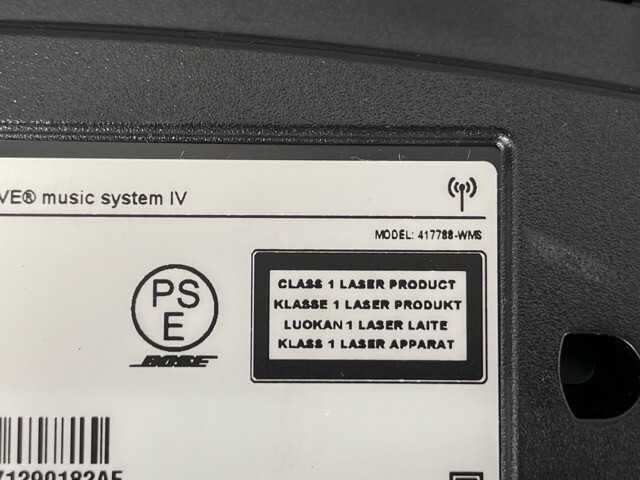 VE® music system IV
MODEL: 417788-WMS
PS
E
BOSE
CLASS 1 LASER PRODUCT
KLASSE 1 LASER PRODUKT
LUOKAN 1 LASER LAITE
KLASS 1 LASER APPARAT